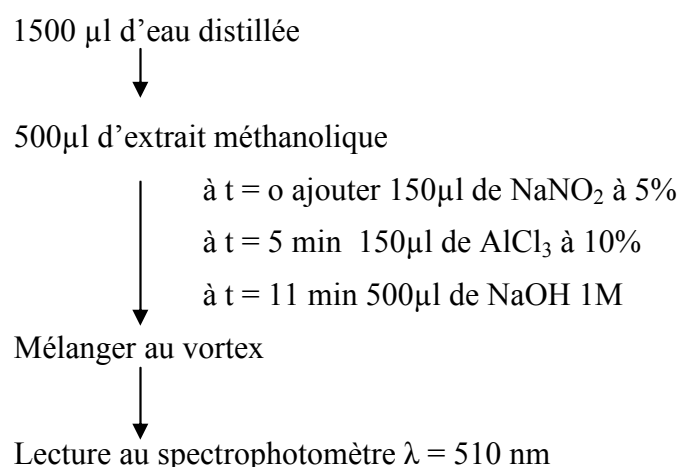 1500 µl d’eau distillée
500µl d’extrait méthanolique
à t = o ajouter 150µl de NaNO₂ à 5%
à t = 5 min 150µl de AlCl₃ à 10%
à t = 11 min 500µl de NaOH 1M
Mélanger au vortex
Lecture au spectrophotomètre λ = 510 nm